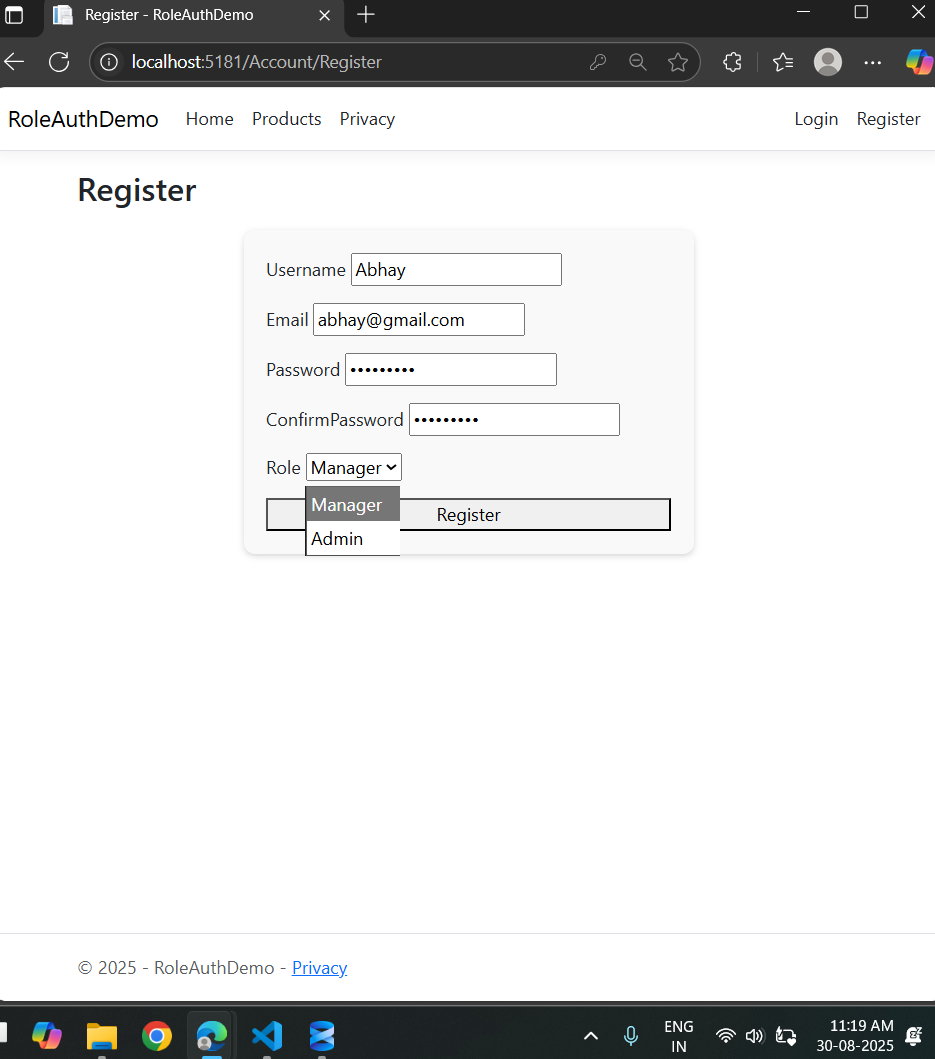 Register - RoleAuthDemo
localhost:5181/Account/Register
RoleAuthDemo Home Products Privacy Login Register
Register
Username Abhay
Email abhay@gmail.com
Password •••••••••
ConfirmPassword •••••••••
Role Manager
Manager
Register
Admin
© 2025 - RoleAuthDemo - Privacy
ENG
IN
11:19 AM
30-08-2025